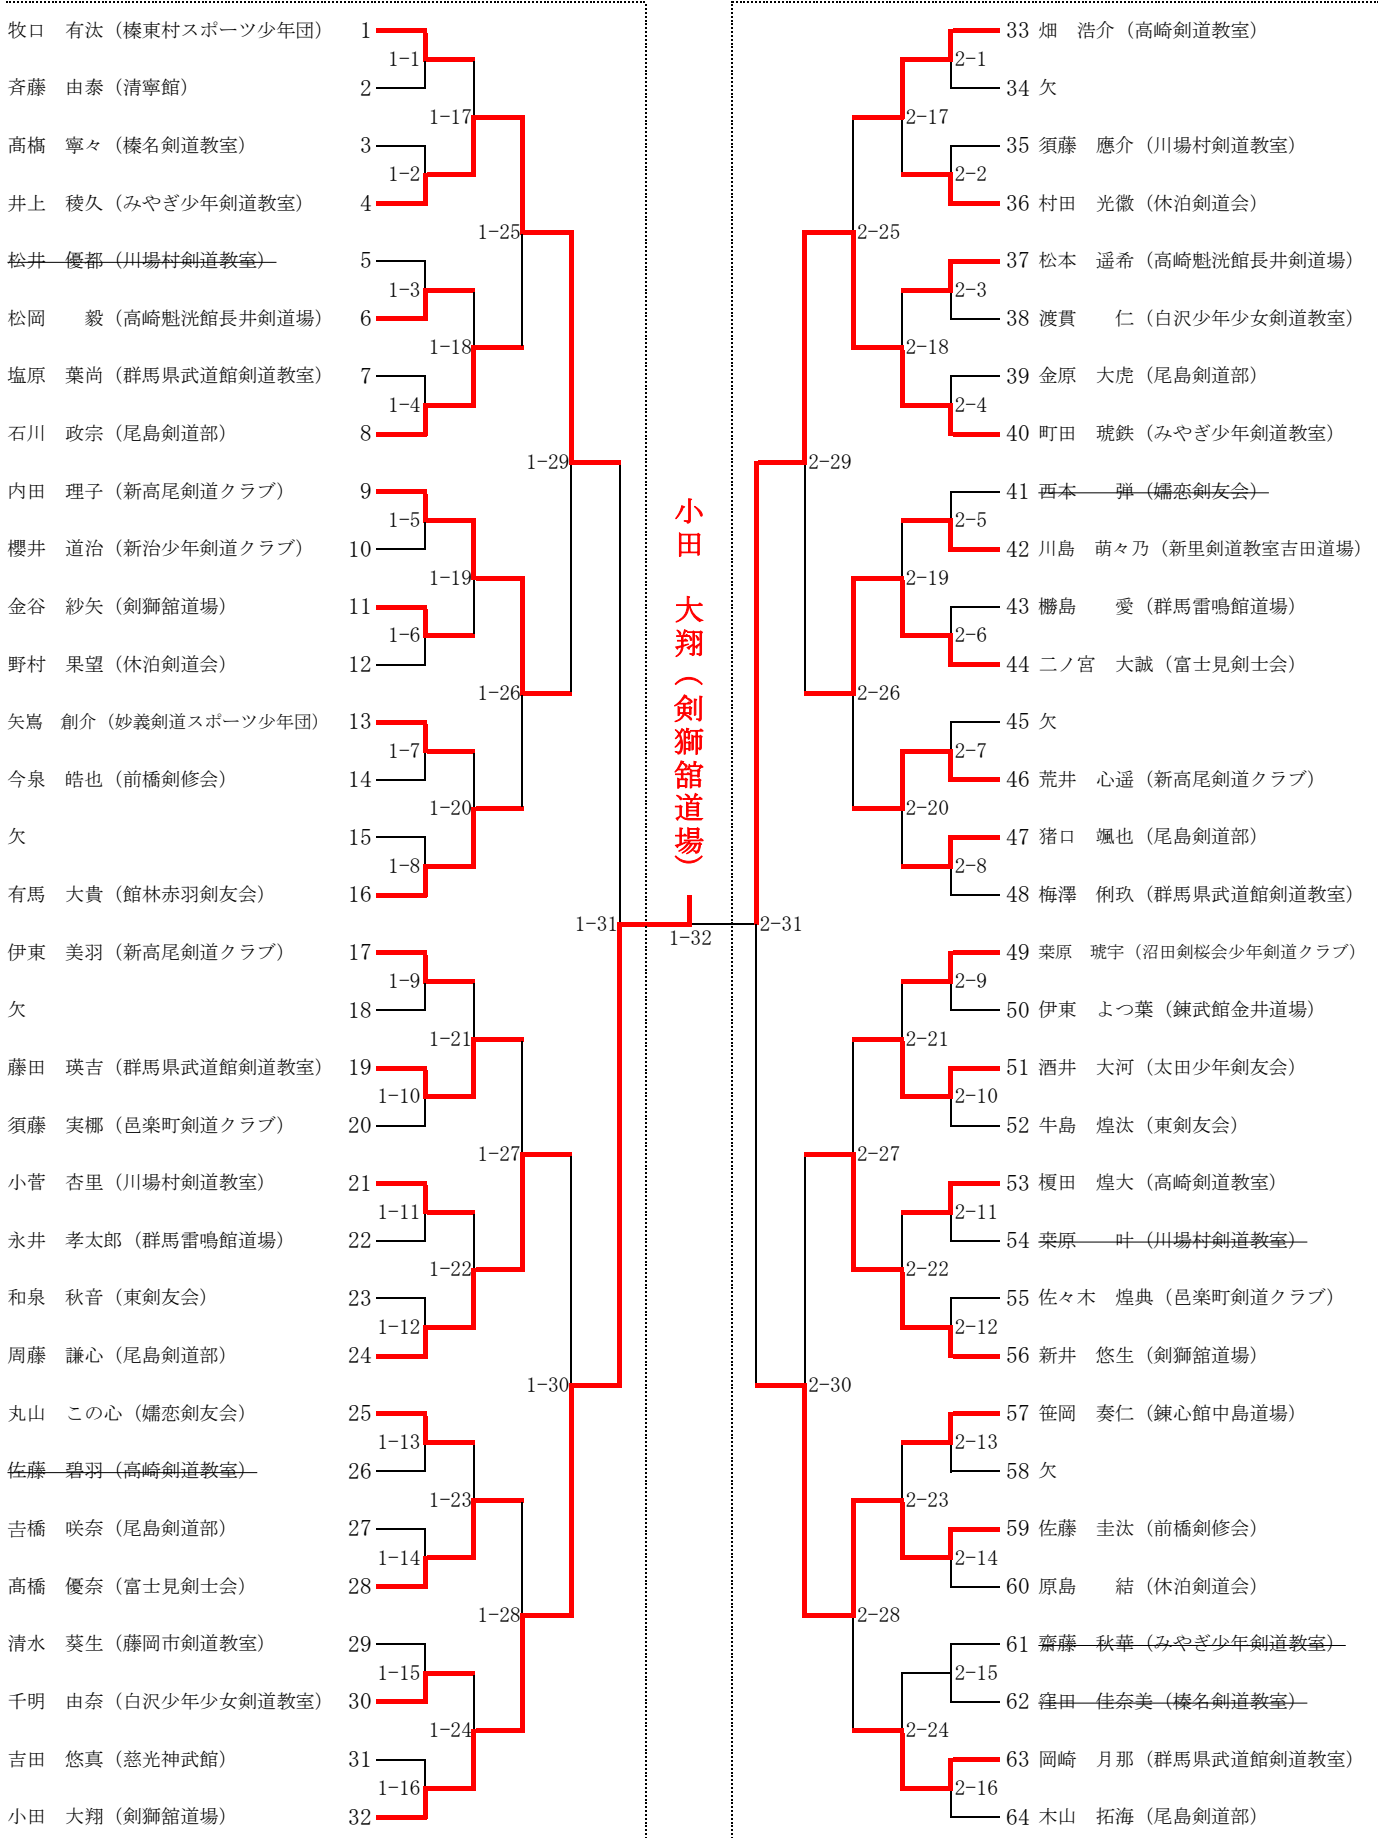 牧口　有汰（榛東村スポーツ少年団）　1
1-1
斉藤　由泰（清寧館）　2
1-17
髙橋　寧々（榛名剣道教室）　3
1-2
井上　稜久（みやぎ少年剣道教室）　4
1-25
松井　優都（川場村剣道教室）　5
1-3
松岡　　毅（高崎魁洸館長井剣道場）　6
1-18
塩原　葉尚（群馬県武道館剣道教室）　7
1-4
石川　政宗（尾島剣道部）　8
1-29
内田　理子（新高尾剣道クラブ）　9
1-5
櫻井　道治（新治少年剣道クラブ）　10
1-19
金谷　紗矢（剣獅舘道場）　11
1-6
野村　果望（休泊剣道会）　12
1-26
矢嶌　創介（妙義剣道スポーツ少年団）　13
1-7
今泉　皓也（前橋剣修会）　14
1-20
欠　15
1-8
有馬　大貴（館林赤羽剣友会）　16
1-31
伊東　美羽（新高尾剣道クラブ）　17
1-9
欠　18
1-21
藤田　瑛吉（群馬県武道館剣道教室）　19
1-10
須藤　実梛（邑楽町剣道クラブ）　20
1-27
小菅　杏里（川場村剣道教室）　21
1-11
永井　孝太郎（群馬雷鳴館道場）　22
1-22
和泉　秋音（東剣友会）　23
1-12
周藤　謙心（尾島剣道部）　24
1-30
丸山　この心（嬬恋剣友会）　25
1-13
佐藤　碧羽（高崎剣道教室）　26
1-23
吉橋　咲奈（尾島剣道部）　27
1-14
髙橋　優奈（富士見剣士会）　28
1-28
清水　葵生（藤岡市剣道教室）　29
1-15
千明　由奈（白沢少年少女剣道教室）　30
1-24
吉田　悠真（慈光神武館）　31
1-16
小田　大翔（剣獅舘道場）　32
小田　大翔（剣獅舘道場）
1-32
33　畑　浩介（高崎剣道教室）
2-1
34　欠
2-17
35　須藤　應介（川場村剣道教室）
2-2
36　村田　光徹（休泊剣道会）
2-25
37　松本　遥希（高崎魁洸館長井剣道場）
2-3
38　渡貫　　仁（白沢少年少女剣道教室）
2-18
39　金原　大虎（尾島剣道部）
2-4
40　町田　琥鉄（みやぎ少年剣道教室）
2-29
41　西本　　弾（嬬恋剣友会）
2-5
42　川島　萌々乃（新里剣道教室吉田道場）
2-19
43　橳島　　愛（群馬雷鳴館道場）
2-6
44　二ノ宮　大誠（富士見剣士会）
2-26
45　欠
2-7
46　荒井　心遥（新高尾剣道クラブ）
2-20
47　猪口　颯也（尾島剣道部）
2-8
48　梅澤　俐玖（群馬県武道館剣道教室）
2-31
49　桒原　琥宇（沼田剣桜会少年剣道クラブ）
2-9
50　伊東　よつ葉（錬武館金井道場）
2-21
51　酒井　大河（太田少年剣友会）
2-10
52　牛島　煌汰（東剣友会）
2-27
53　榎田　煌大（高崎剣道教室）
2-11
54　桒原　　叶（川場村剣道教室）
2-22
55　佐々木　煌典（邑楽町剣道クラブ）
2-12
56　新井　悠生（剣獅舘道場）
2-30
57　笹岡　奏仁（錬心館中島道場）
2-13
58　欠
2-23
59　佐藤　圭汰（前橋剣修会）
2-14
60　原島　　結（休泊剣道会）
2-28
61　齋藤　秋華（みやぎ少年剣道教室）
2-15
62　窪田　佳奈美（榛名剣道教室）
2-24
63　岡崎　月那（群馬県武道館剣道教室）
2-16
64　木山　拓海（尾島剣道部）